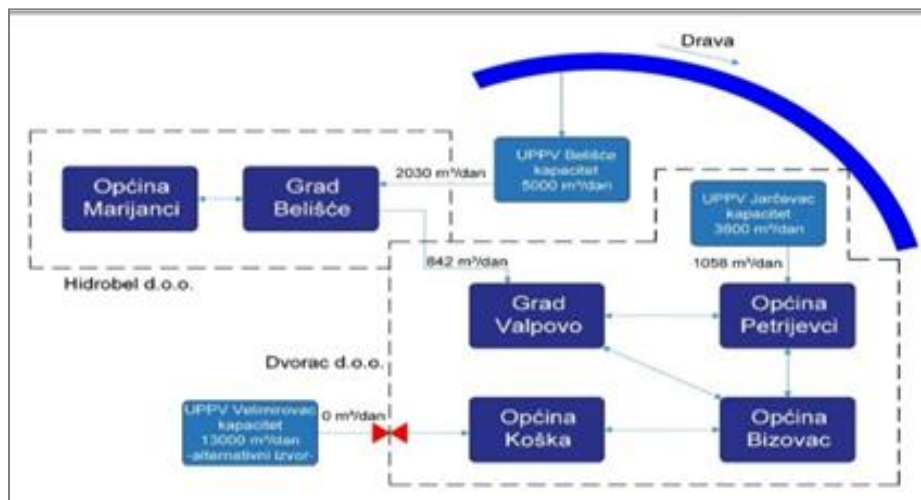 Drava
UPPV Belišće
kapacitet
5000 m³/dan
2030 m³/dan
Općina
Marijanci
Grad
Belišće
UPPV Jarčevac
kapacitet
3800 m³/dan
842 m³/dan
1058 m³/dan
Hidrobel d.o.o.
Grad
Valpovo
Općina
Petrijevci
Dvorac d.o.o.
UPPV Velimirovac
kapacitet
13000 m³/dan
-alternativni izvor-
0 m³/dan
Općina
Koška
Općina
Bizovac